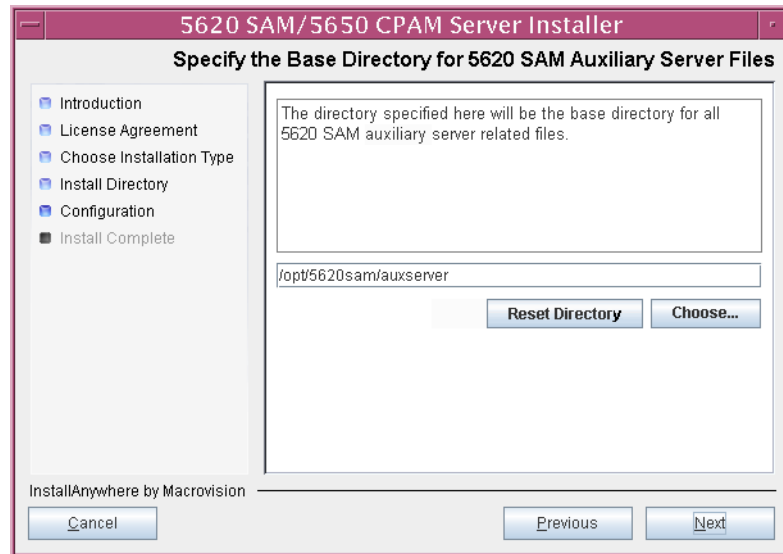 5620 SAM/5650 CPAM Server Installer
Specify the Base Directory for 5620 SAM Auxiliary Server Files
Introduction
License Agreement
Choose Installation Type
Install Directory
Configuration
Install Complete
The directory specified here will be the base directory for all
5620 SAM auxiliary server related files.
/opt/5620sam/auxserver
Reset Directory
Choose...
InstallAnywhere by Macrovision
Cancel
Previous
Next